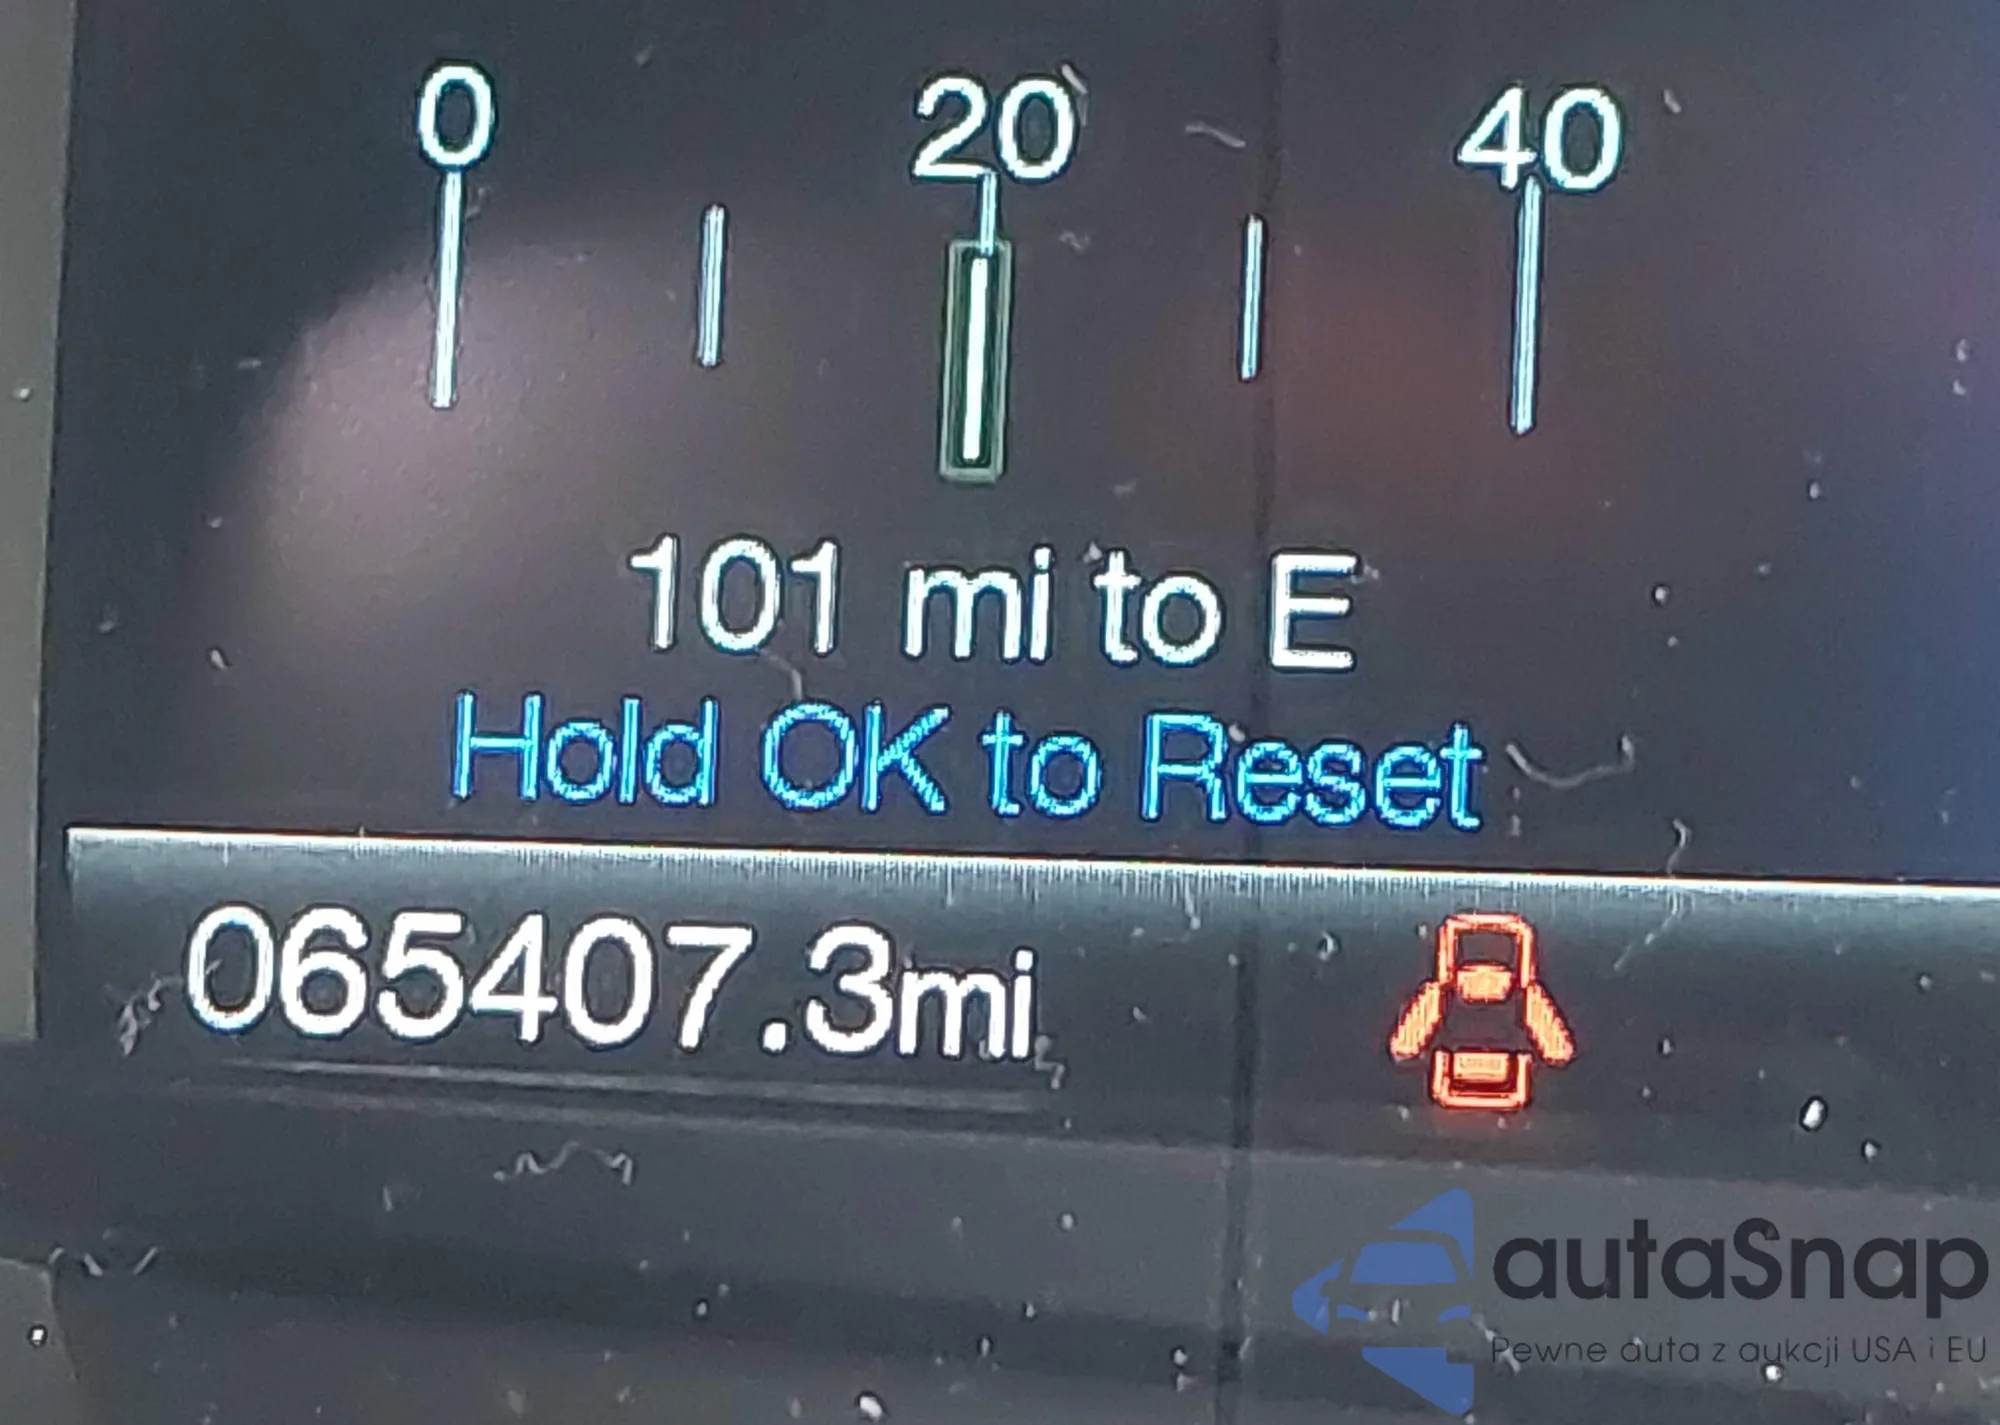 0 20 40
101 mi to E
Hold OK to Reset
065407.3mi
autaSnap
Pewne auta z aukcji USA i EU